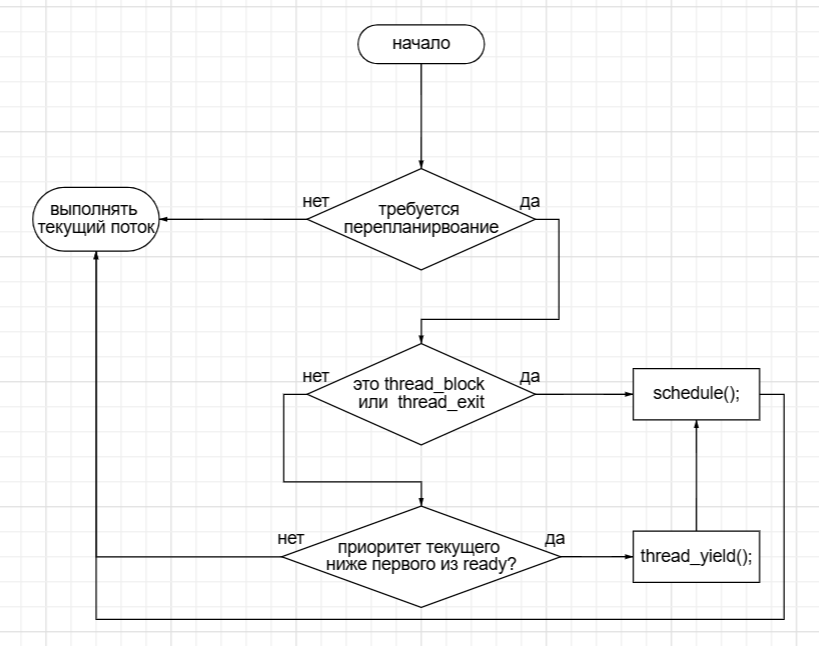 начало
нет
да
требуется
перепланирвоание
выполнять
текущий поток
нет
да
это thread_block
или thread_exit
schedule();
нет
да
приоритет текущего
ниже первого из ready?
thread_yield();